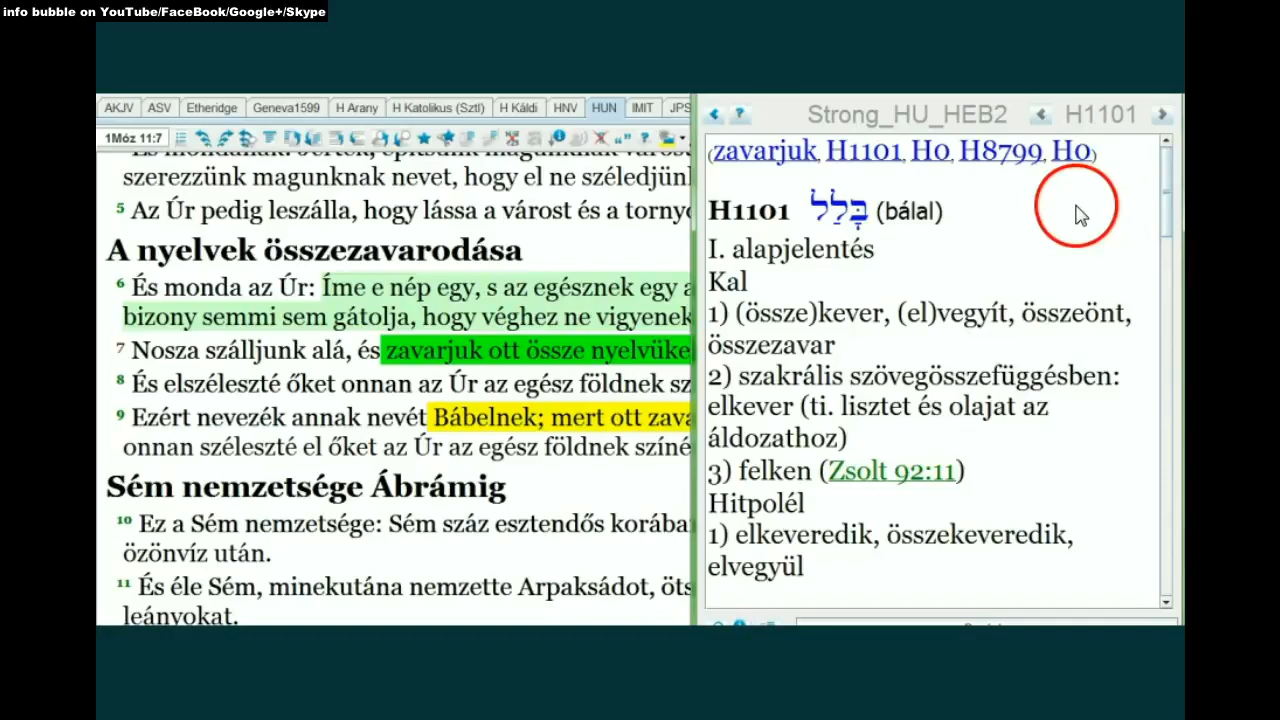 info bubble on YouTube/FaceBook/Google+/Skype
AKJV ASV Etheridge Geneva1599 H Arany H Katolikus (Sztl) H Káldi HNV HUN IMIT JPS
1Móz 11:7
szerezzünk magunknak nevet, hogy el ne széledjünk
5 Az Úr pedig leszálla, hogy lássa a várost és a tornyo
A nyelvek összezavarodása
6 És monda az Úr: Íme e nép egy, s az egésznek egy a
bizony semmi sem gátolja, hogy véghez ne vigyenek
7 Nosza szálljunk alá, és zavarjuk ott össze nyelvüke
8 És elszéleszté őket onnan az Úr az egész földnek sz
9 Ezért nevezék annak nevét Bábelnek; mert ott zava
onnan széleszté el őket az Úr az egész földnek színé
Sém nemzetsége Ábrámig
10 Ez a Sém nemzetsége: Sém száz esztendős korába
özönvíz után.
11 És éle Sém, minekutána nemzette Arpaksádot, öts
leányokat.
Strong_HU_HEB2 H1101
(zavarjuk, H1101, H0, H8799, H0)
H1101 בָּלַל (bálal)
I. alapjelentés
Kal
1) (össze)kever, (el)vegyít, összeönt,
összezavar
2) szakrális szövegösszefüggésben:
elkever (ti. lisztet és olajat az
áldozathoz)
3) felken (Zsolt 92:11)
Hitpolél
1) elkeveredik, összekeveredik,
elvegyül